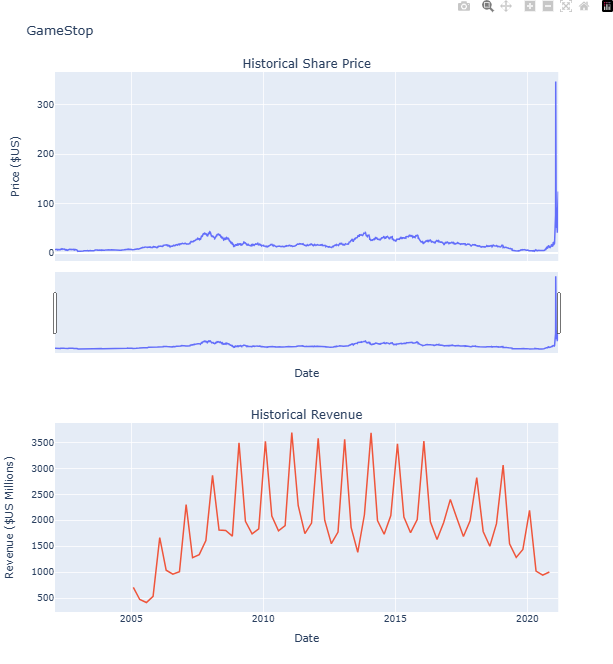 GameStop
Historical Share Price
Price ($US)
300
200
100
0
Date
Historical Revenue
Revenue ($US Millions)
3500
3000
2500
2000
1500
1000
500
2005
2010
2015
2020
Date